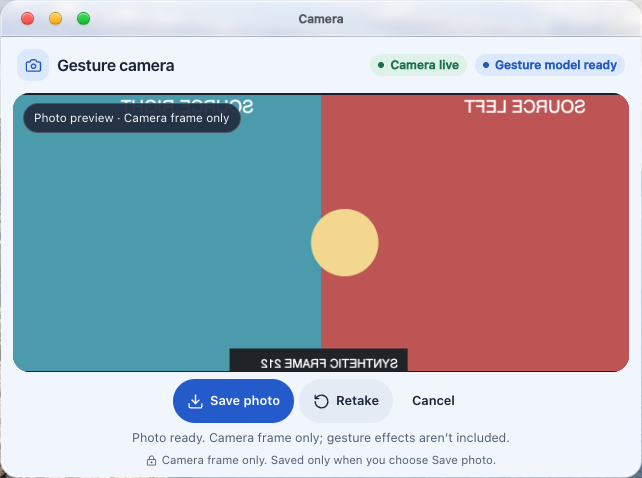 Camera
Gesture camera
Camera live
Gesture model ready
SOURCE RIGHT
SOURCE LEFT
Photo preview · Camera frame only
SYNTHETIC FRAME 212
Save photo
Retake
Cancel
Photo ready. Camera frame only; gesture effects aren't included.
Camera frame only. Saved only when you choose Save photo.